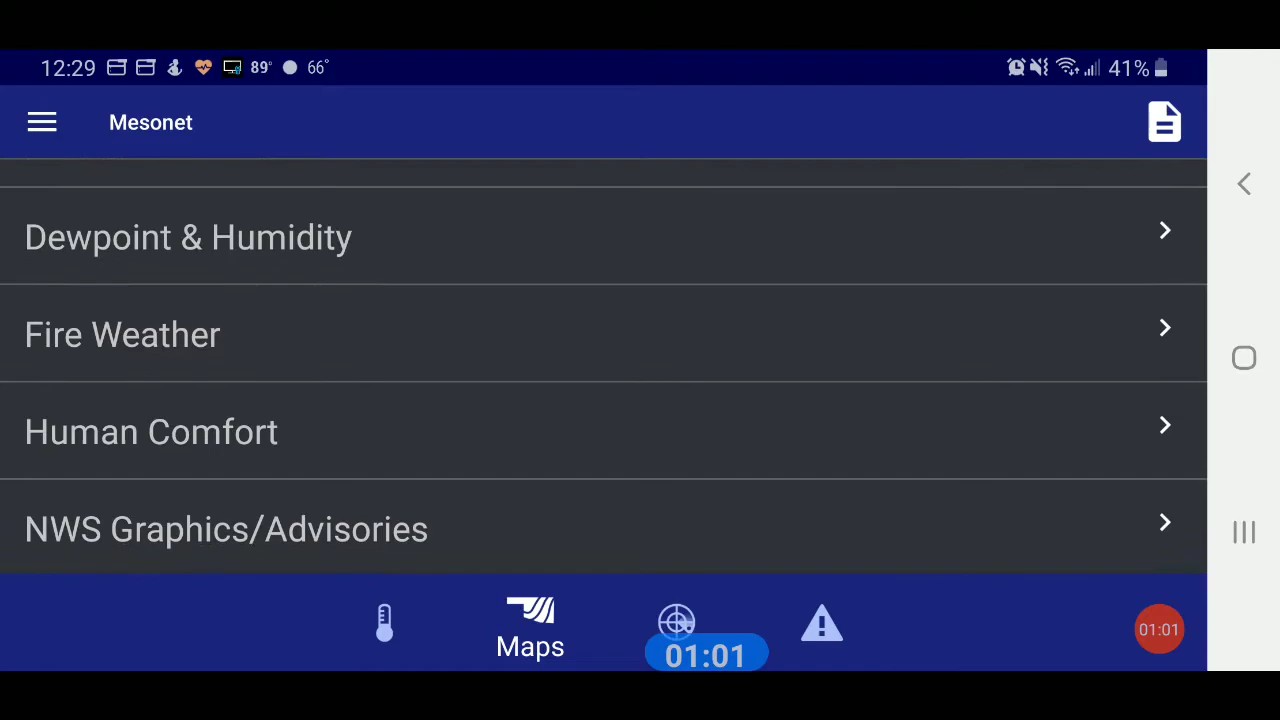 12:29 89° 66° 41%
Mesonet
Dewpoint & Humidity
Fire Weather
Human Comfort
NWS Graphics/Advisories
Maps
01:01
01:01